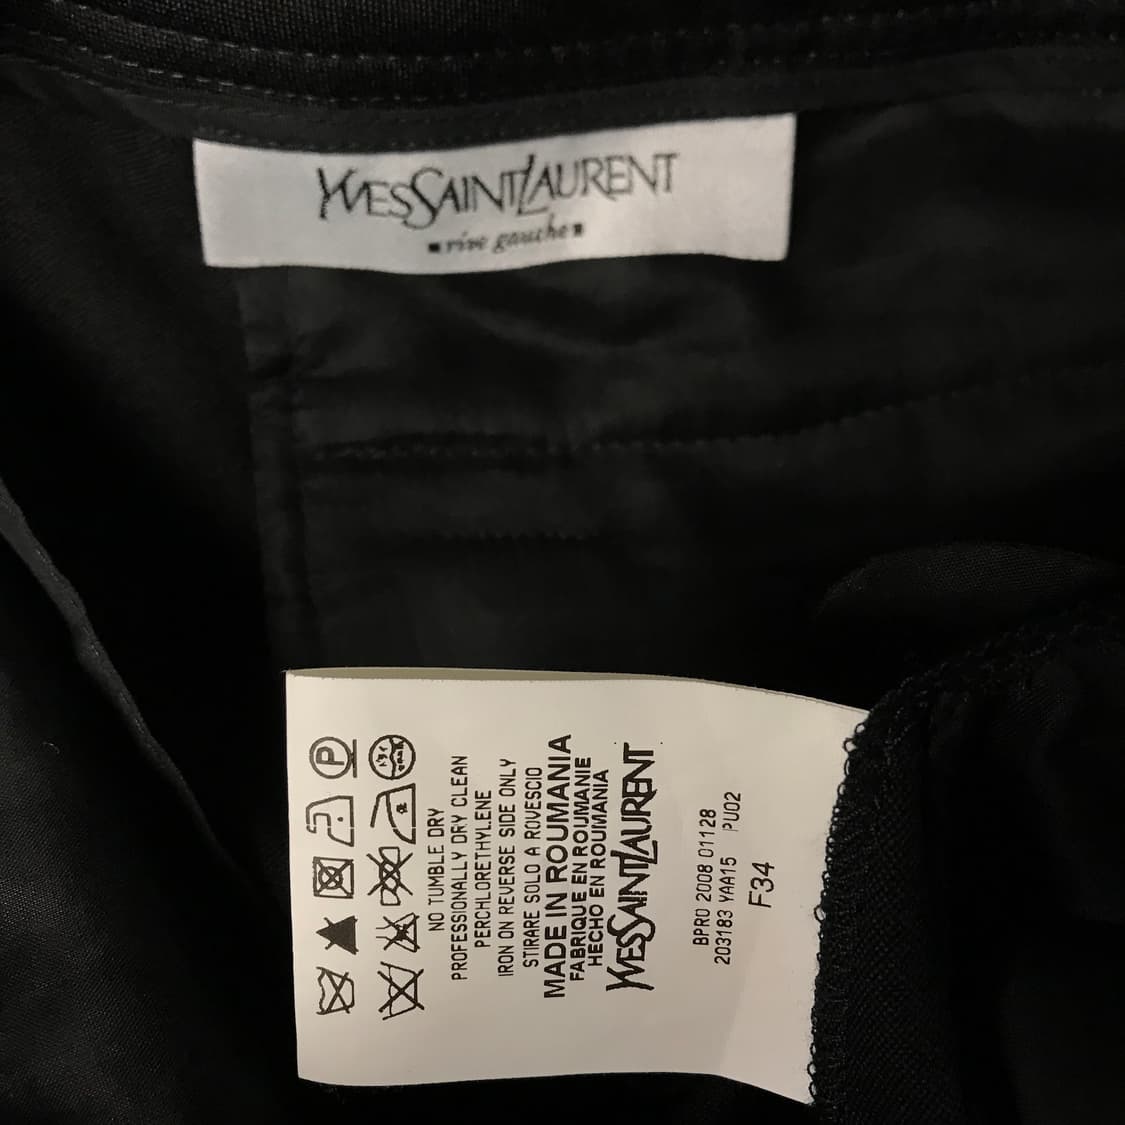 YVESSAINTLAURENT
rive gauche
NO TUMBLE DRY
PROFESSIONALLY DRY CLEAN
PERCHLORETHYLENE
IRON ON REVERSE SIDE ONLY
STIRARE SOLO A ROVESCIO
MADE IN ROUMANIA
FABRIQUE EN ROUMANIE
HECHO EN ROUMANIA
YVESSAINTLAURENT
BPRO 2008 01128
203183 YAA15 PU02
F34
P